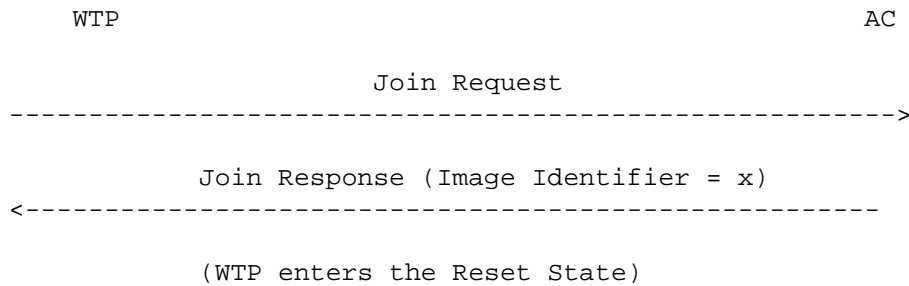 WTP AC
Join Request
--------------------------------------------------------->
Join Response (Image Identifier = x)
<-------------------------------------------------------
(WTP enters the Reset State)